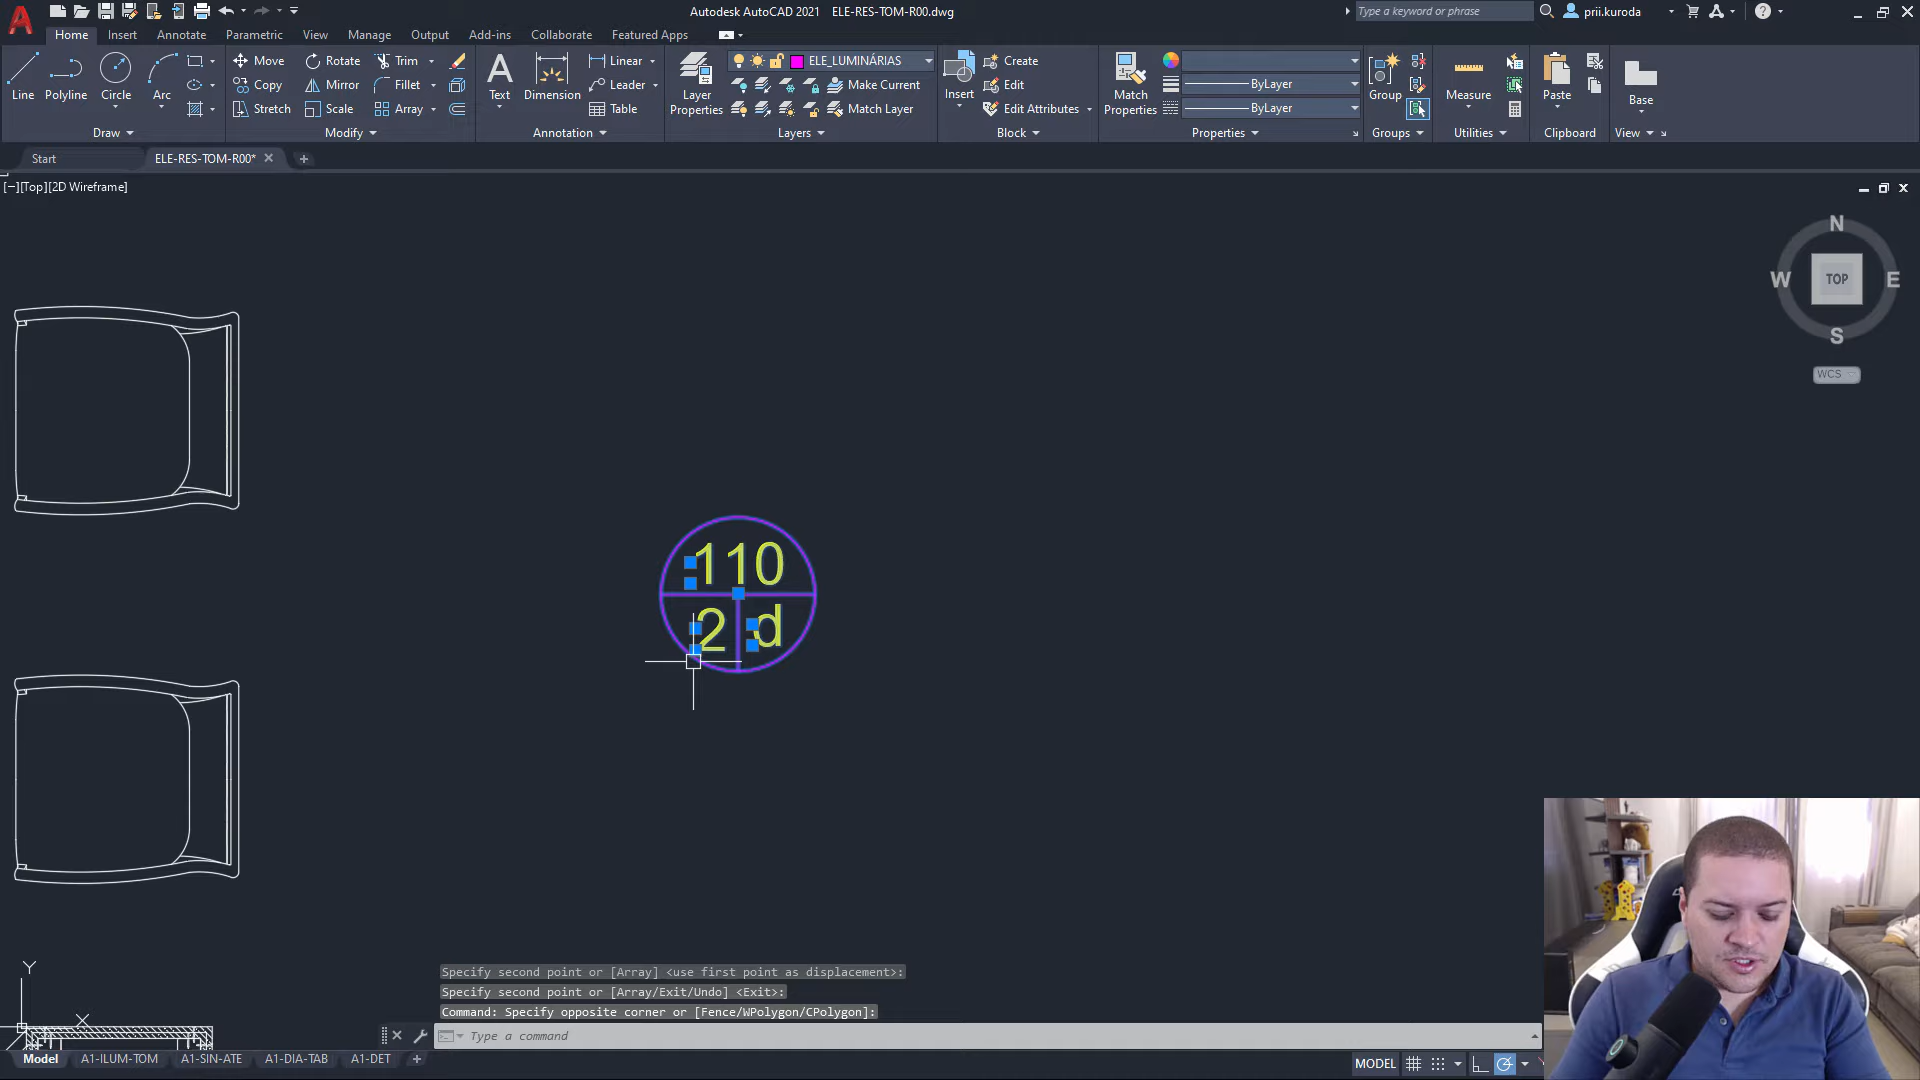 Autodesk AutoCAD 2021 ELE-RES-TOM-R00.dwg
Type a keyword or phrase
prii.kuroda
Home Insert Annotate Parametric View Manage Output Add-ins Collaborate Featured Apps
Line
Polyline
Circle
Arc
Draw
Move
Rotate
Trim
Copy
Mirror
Fillet
Stretch
Scale
Array
Modify
Text
Dimension
Linear
Leader
Table
Annotation
Layer Properties
ELE_LUMINÁRIAS
Make Current
Match Layer
Layers
Insert
Create
Edit
Edit Attributes
Block
Match Properties
ByLayer
ByLayer
Properties
Group
Groups
Measure
Utilities
Paste
Clipboard
Base
View
Start
ELE-RES-TOM-R00*
[−][Top][2D Wireframe]
N
W TOP E
S
WCS
110
2 d
Y
X
Specify second point or [Array] <use first point as displacement>:
Specify second point or [Array/Exit/Undo] <Exit>:
Command: Specify opposite corner or [Fence/WPolygon/CPolygon]:
Type a command
Model A1-ILUM-TOM A1-SIN-ATE A1-DIA-TAB A1-DET
MODEL